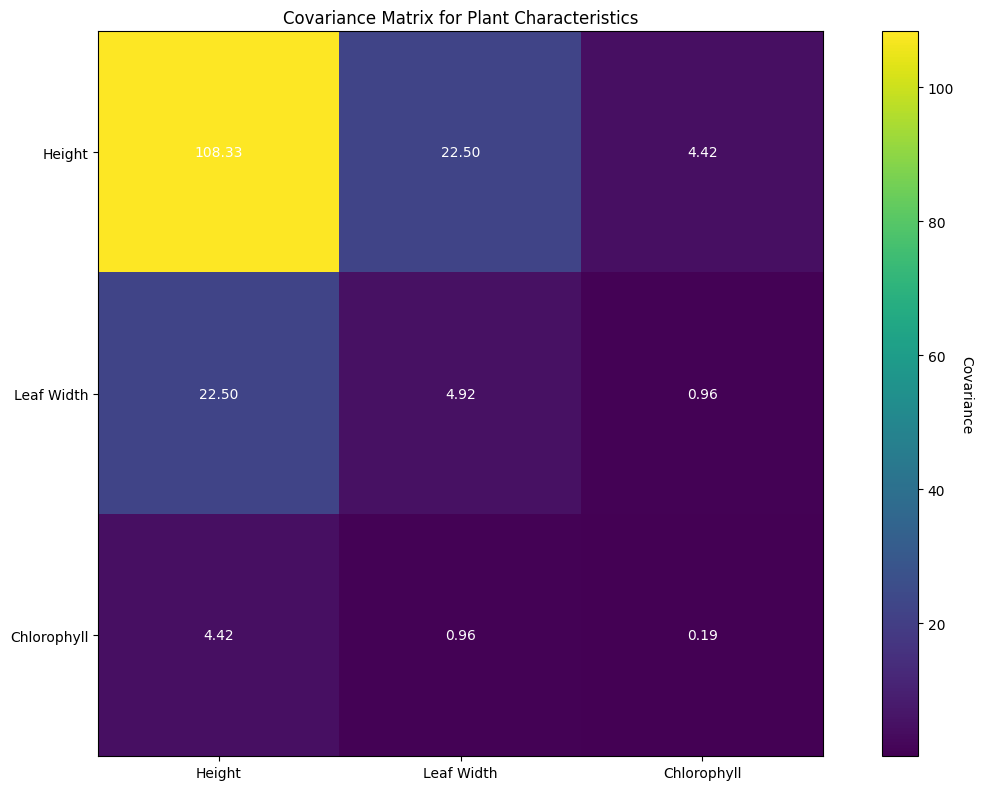 Covariance Matrix for Plant Characteristics
Height 108.33 22.50 4.42
Leaf Width 22.50 4.92 0.96
Chlorophyll 4.42 0.96 0.19
Height Leaf Width Chlorophyll
100
80
60
40
20
Covariance